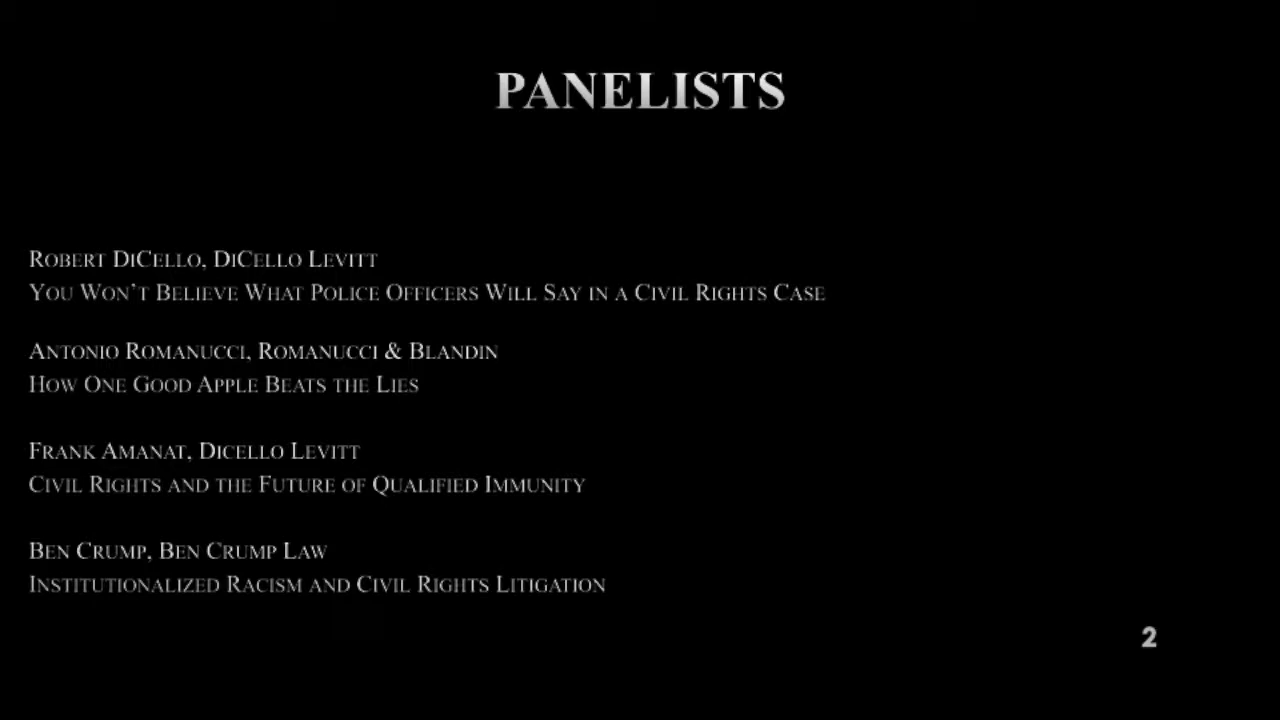 PANELISTS
ROBERT DICELLO, DICELLO LEVITT
YOU WON'T BELIEVE WHAT POLICE OFFICERS WILL SAY IN A CIVIL RIGHTS CASE
ANTONIO ROMANUCCI, ROMANUCCI & BLANDIN
HOW ONE GOOD APPLE BEATS THE LIES
FRANK AMANAT, DICELLO LEVITT
CIVIL RIGHTS AND THE FUTURE OF QUALIFIED IMMUNITY
BEN CRUMP, BEN CRUMP LAW
INSTITUTIONALIZED RACISM AND CIVIL RIGHTS LITIGATION
2